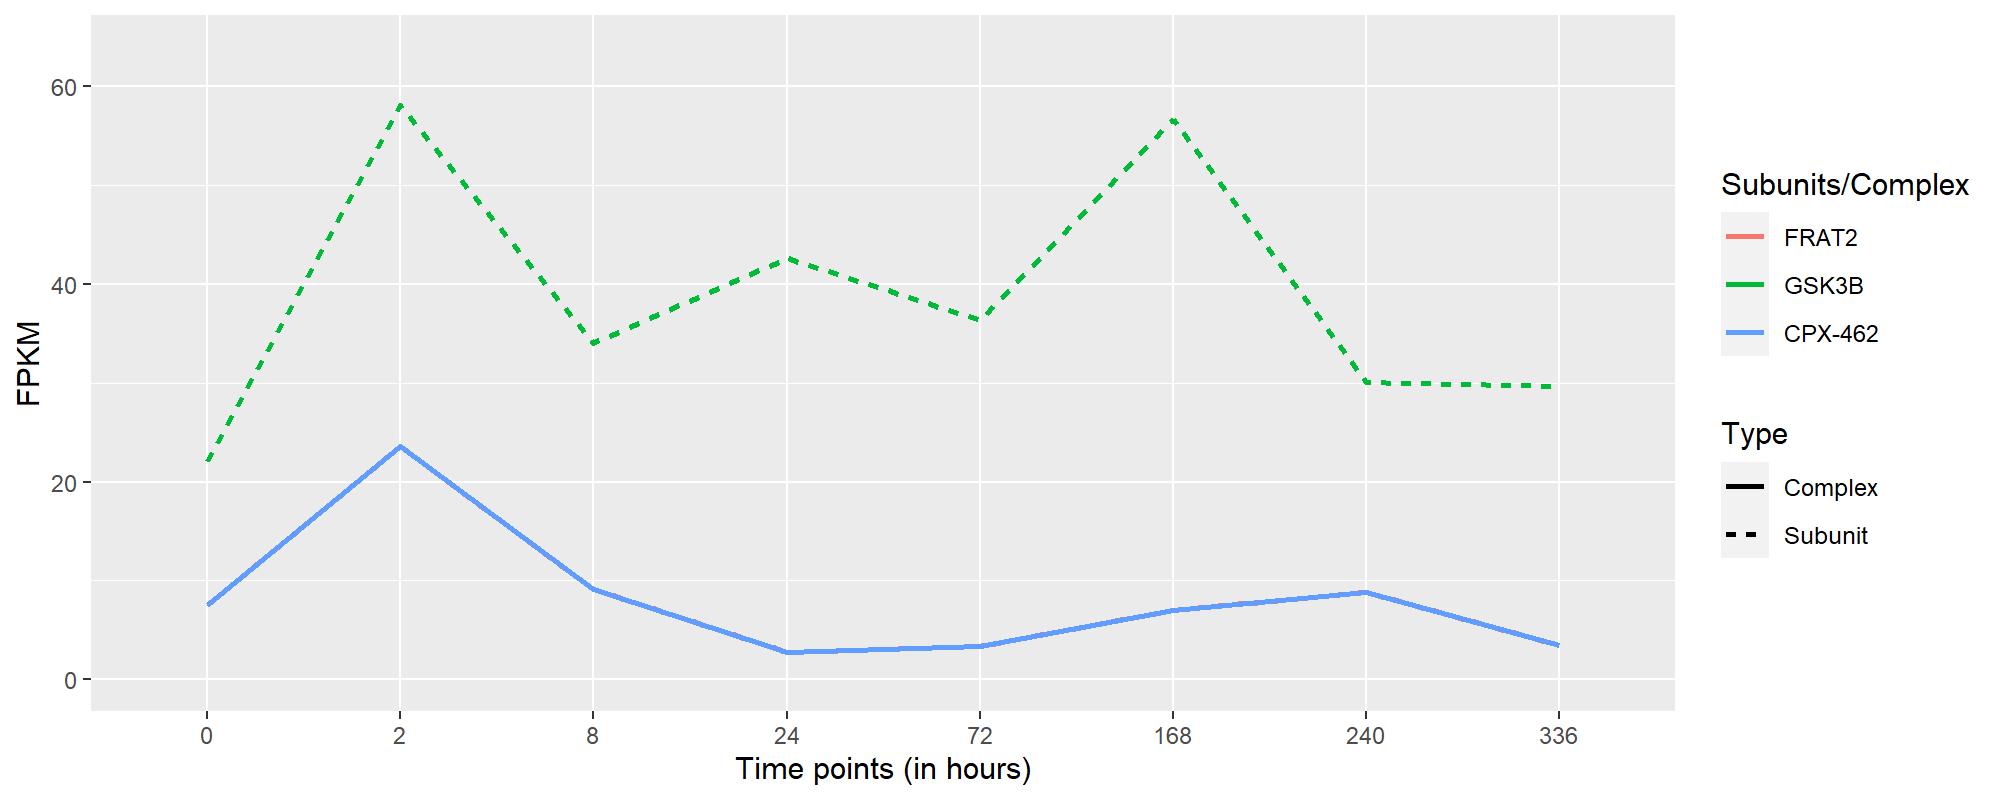 60
40
20
0
FPKM
0 2 8 24 72 168 240 336
Time points (in hours)
Subunits/Complex
FRAT2
GSK3B
CPX-462
Type
Complex
Subunit